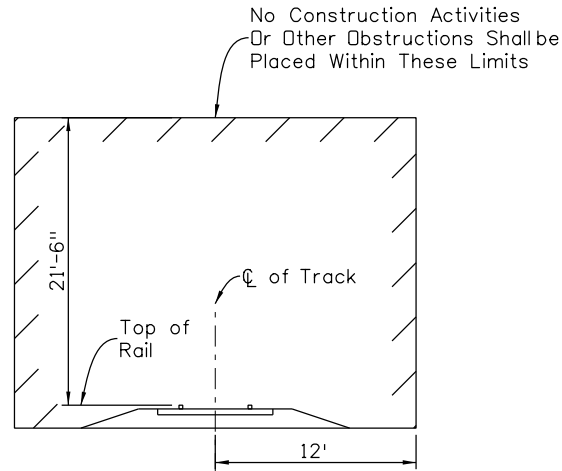 No Construction Activities
Or Other Obstructions Shall be
Placed Within These Limits
21'-6"
℄ of Track
Top of
Rail
12'